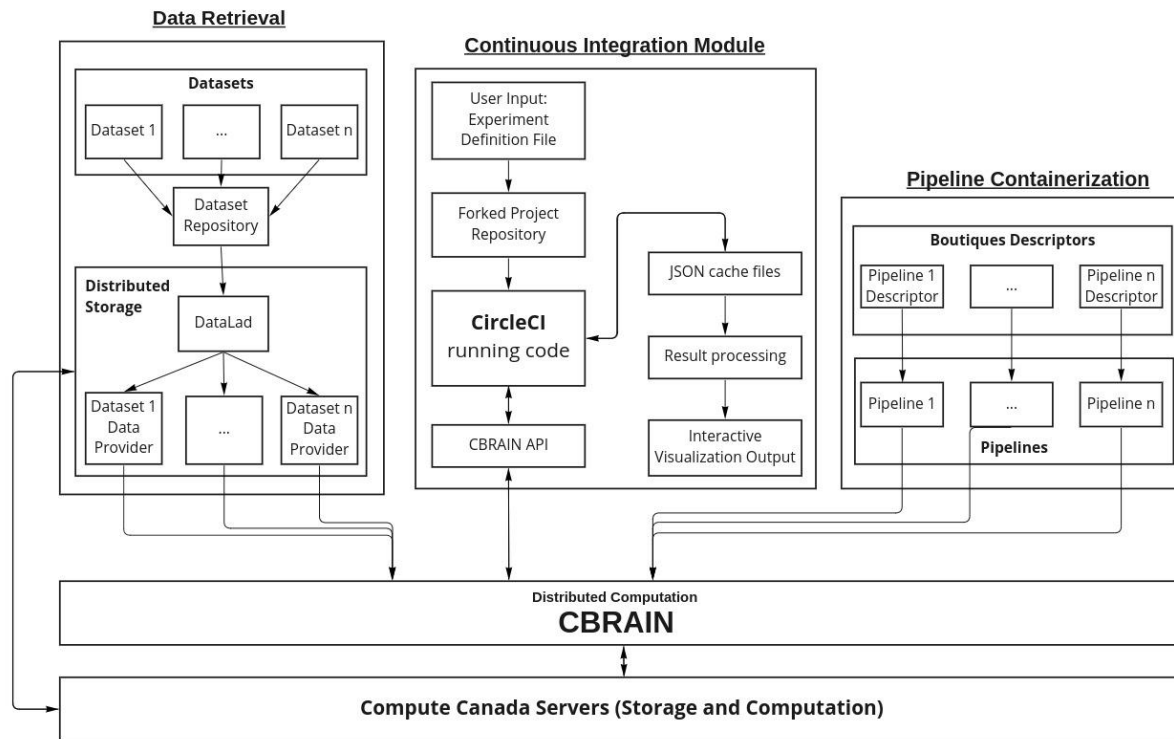 Data Retrieval
Datasets
Dataset 1
...
Dataset n
Dataset
Repository
Distributed
Storage
DataLad
Dataset 1
Data
Provider
...
Dataset n
Data
Provider
Continuous Integration Module
User Input:
Experiment
Definition File
Forked Project
Repository
CircleCI
running code
CBRAIN API
JSON cache files
Result processing
Interactive
Visualization Output
Pipeline Containerization
Boutiques Descriptors
Pipeline 1
Descriptor
...
Pipeline n
Descriptor
Pipeline 1
...
Pipeline n
Pipelines
Distributed Computation
CBRAIN
Compute Canada Servers (Storage and Computation)